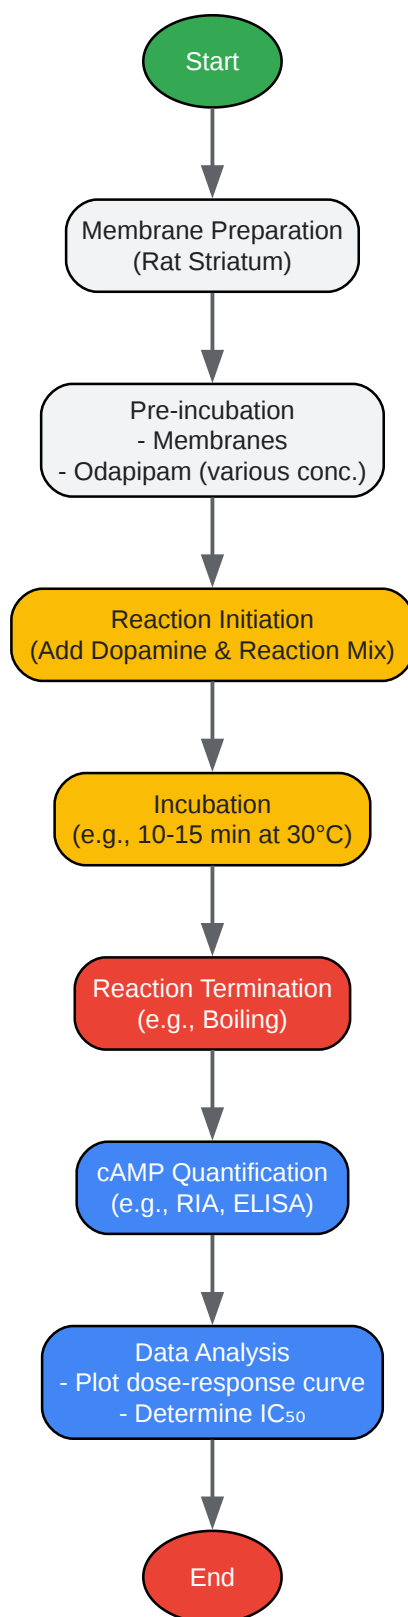 Start
Membrane Preparation
(Rat Striatum)
Pre-incubation
- Membranes
- Odapipam (various conc.)
Reaction Initiation
(Add Dopamine & Reaction Mix)
Incubation
(e.g., 10-15 min at 30°C)
Reaction Termination
(e.g., Boiling)
cAMP Quantification
(e.g., RIA, ELISA)
Data Analysis
- Plot dose-response curve
- Determine IC₅₀
End